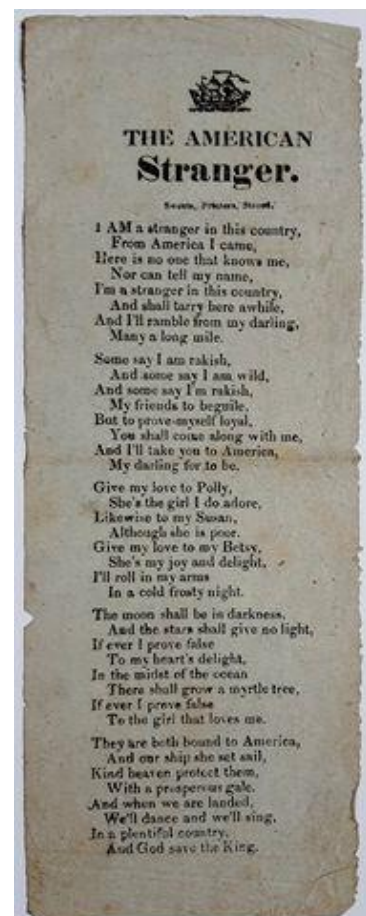 THE AMERICAN
Stranger.
Printers, Stroud.
I AM a stranger in this country,
From America I came,
Here is no one that knows me,
Nor can tell my name,
I'm a stranger in this country,
And shall tarry here awhile,
And I'll ramble from my darling,
Many a long mile.
Some say I am rakish,
And some say I am wild,
And some say I'm rakish,
My friends to beguile.
But to prove myself loyal,
You shall come along with me,
And I'll take you to America,
My darling for to be.
Give my love to Polly,
She's the girl I do adore,
Likewise to my Susan,
Although she is poor.
Give my love to my Betsy,
She's my joy and delight,
I'll roll in my arms
In a cold frosty night.
The moon shall be in darkness,
And the stars shall give no light,
If ever I prove false
To my heart's delight,
In the midst of the ocean
There shall grow a myrtle tree,
If ever I prove false
To the girl that loves me.
They are both bound to America,
And our ship she set sail,
Kind heaven protect them,
With a prosperous gale.
And when we are landed,
We'll dance and we'll sing,
In a plentiful country,
And God save the King.